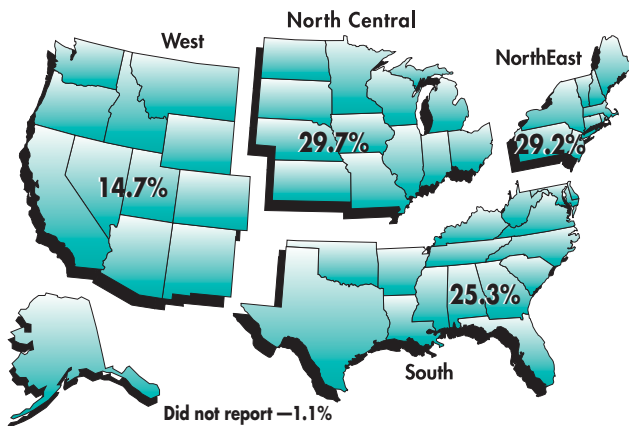 North Central
West
NorthEast
29.7%
29.2%
14.7%
25.3%
South
Did not report —1.1%